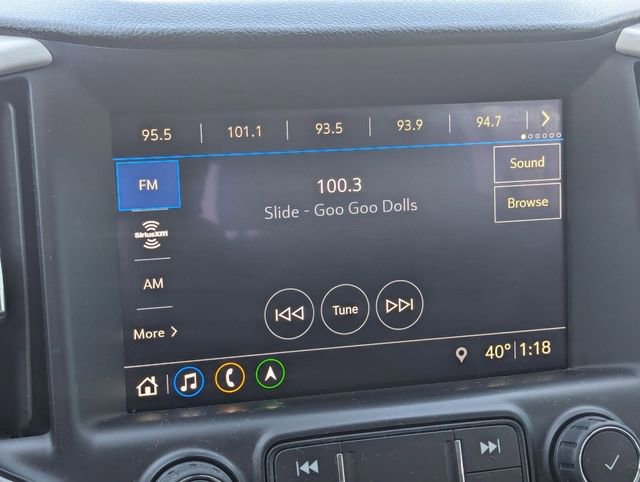 95.5 101.1 93.5 93.9 94.7
FM
100.3
Slide - Goo Goo Dolls
Sound
Browse
SiriusXM
AM
Tune
More
40° 1:18